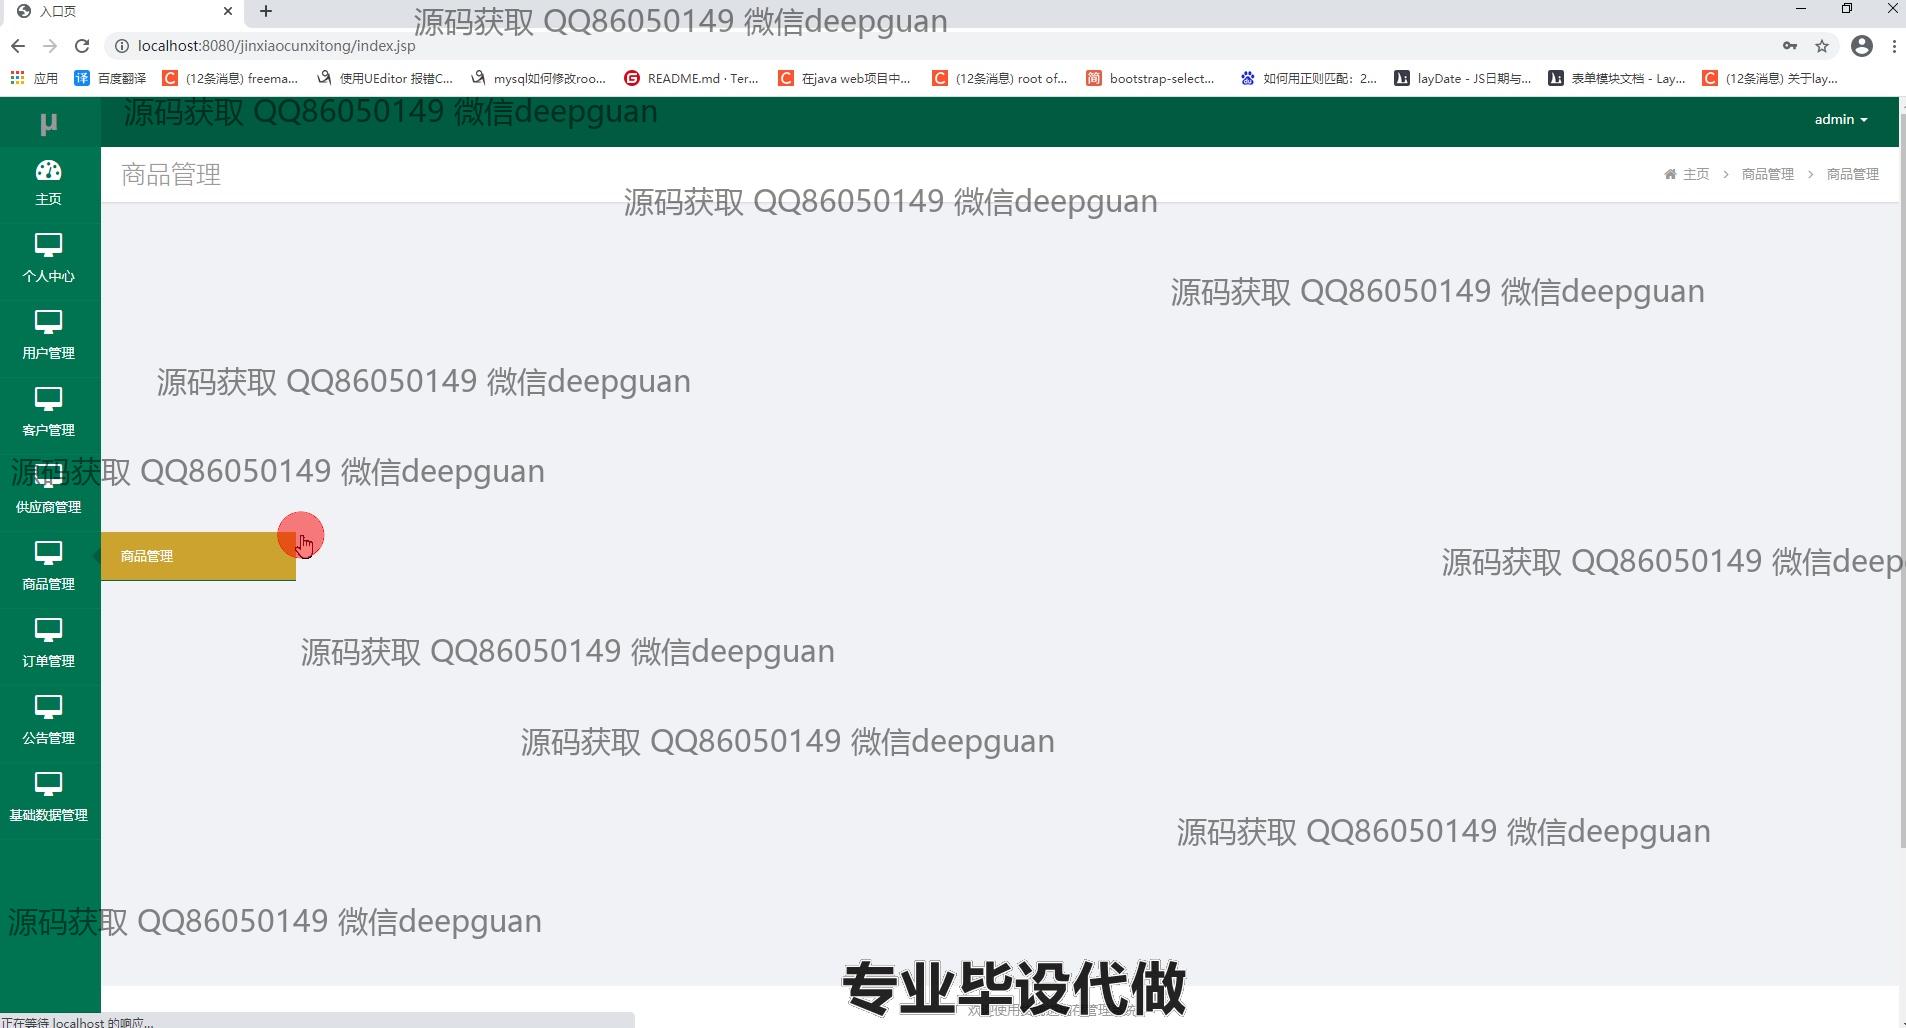 入口页
源码获取 QQ86050149 微信deepguan
localhost:8080/jinxiaocunxitong/index.jsp
应用
百度翻译
(12条消息) freema...
使用UEditor 报错C...
mysql如何修改roo...
README.md · Ter...
在java web项目中...
(12条消息) root of...
bootstrap-select...
如何用正则匹配：2...
layDate - JS日期与...
表单模块文档 - Lay...
(12条消息) 关于lay...
μ
源码获取 QQ86050149 微信deepguan
admin
商品管理
主页 > 商品管理 > 商品管理
主页
源码获取 QQ86050149 微信deepguan
个人中心
源码获取 QQ86050149 微信deepguan
用户管理
源码获取 QQ86050149 微信deepguan
客户管理
源码获取 QQ86050149 微信deepguan
供应商管理
商品管理
源码获取 QQ86050149 微信deep
商品管理
源码获取 QQ86050149 微信deepguan
订单管理
公告管理
源码获取 QQ86050149 微信deepguan
基础数据管理
源码获取 QQ86050149 微信deepguan
源码获取 QQ86050149 微信deepguan
专业毕设代做
正在等待 localhost 的响应...